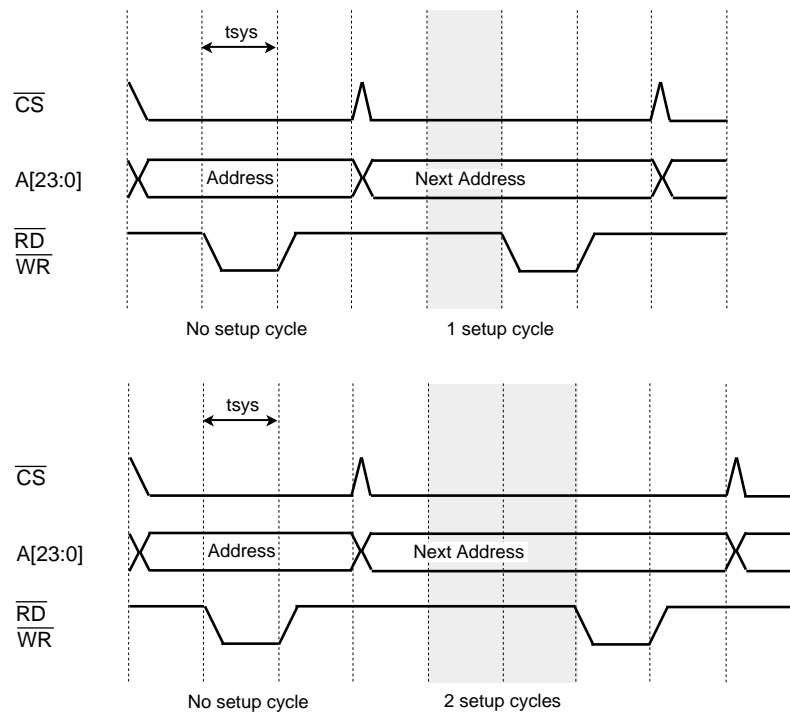 tsys
CS
A[23:0]
Address
Next Address
RD
WR
No setup cycle
1 setup cycle
tsys
CS
A[23:0]
Address
Next Address
RD
WR
No setup cycle
2 setup cycles